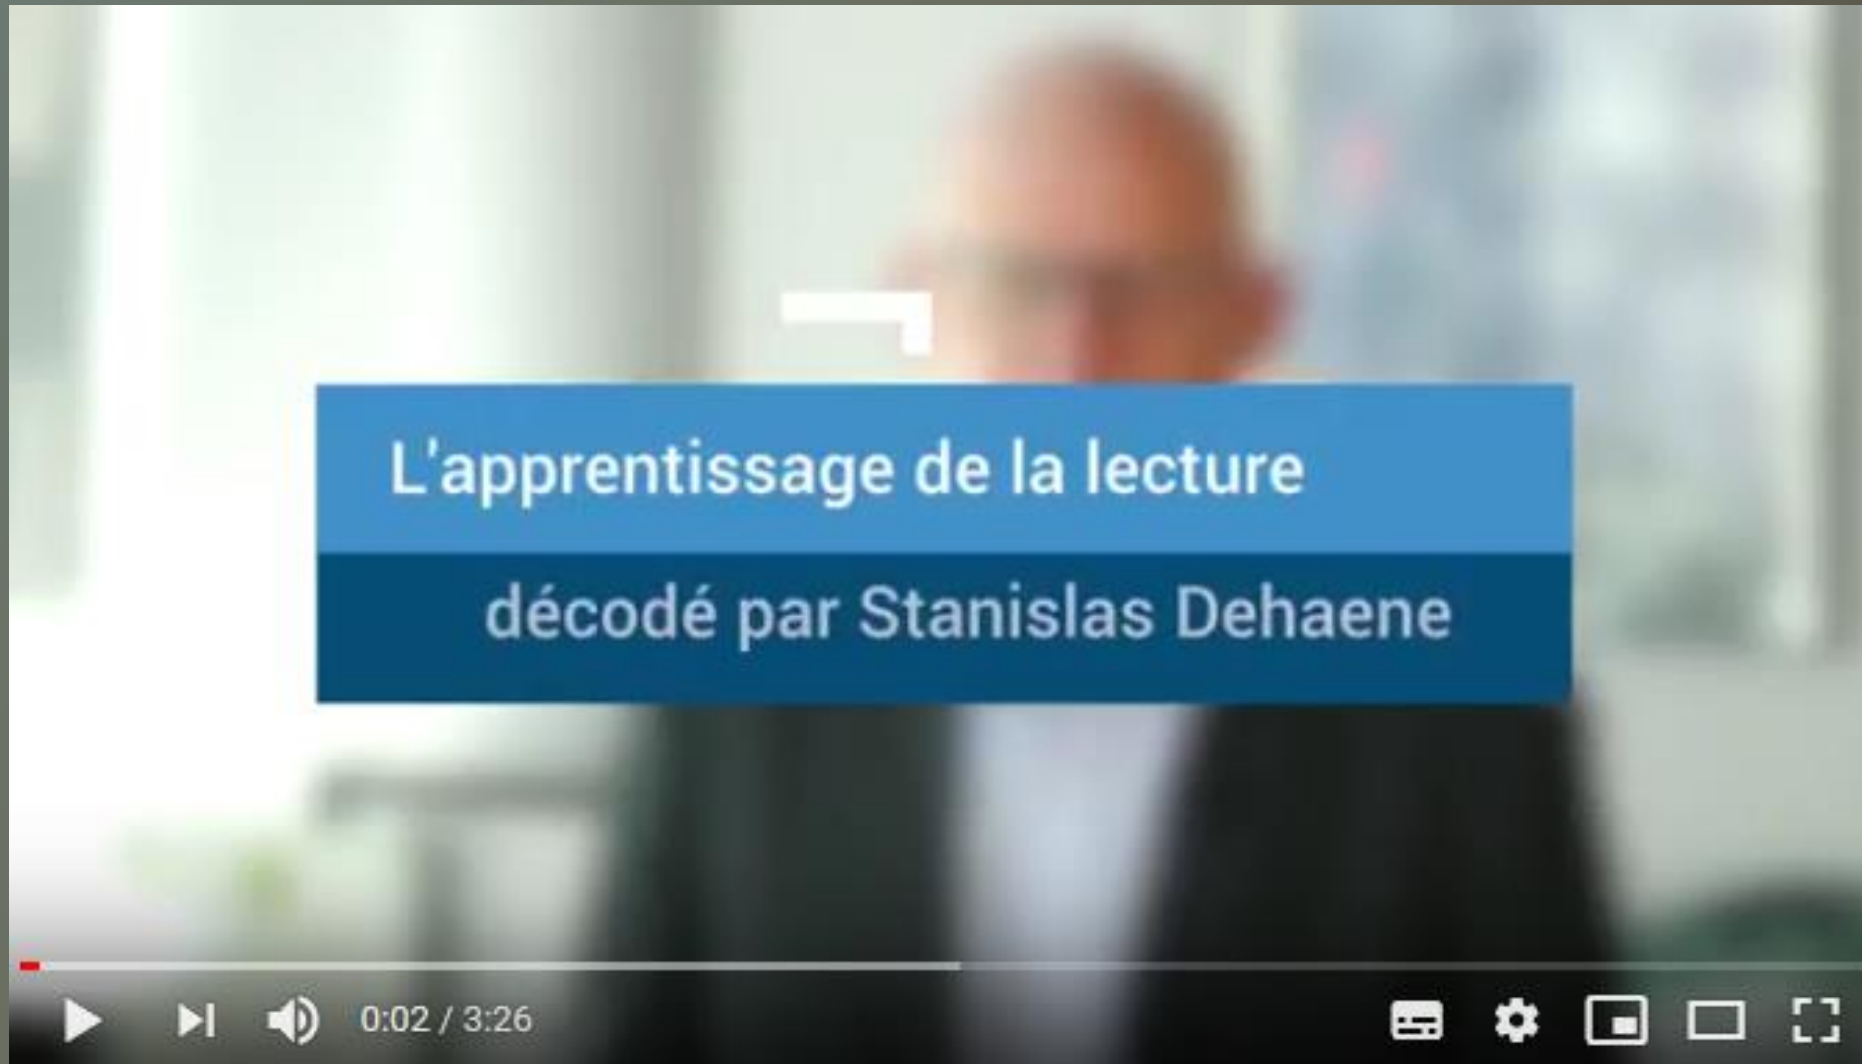 L'apprentissage de la lecture
décodé par Stanislas Dehaene
0:02 / 3:26